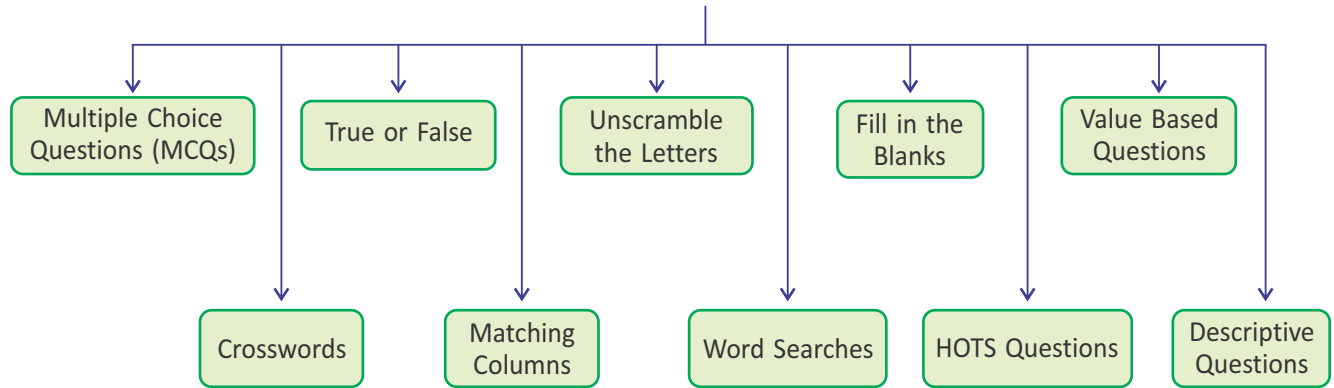 Multiple Choice
Questions (MCQs)
True or False
Unscramble
the Letters
Fill in the
Blanks
Value Based
Questions
Crosswords
Matching
Columns
Word Searches
HOTS Questions
Descriptive
Questions